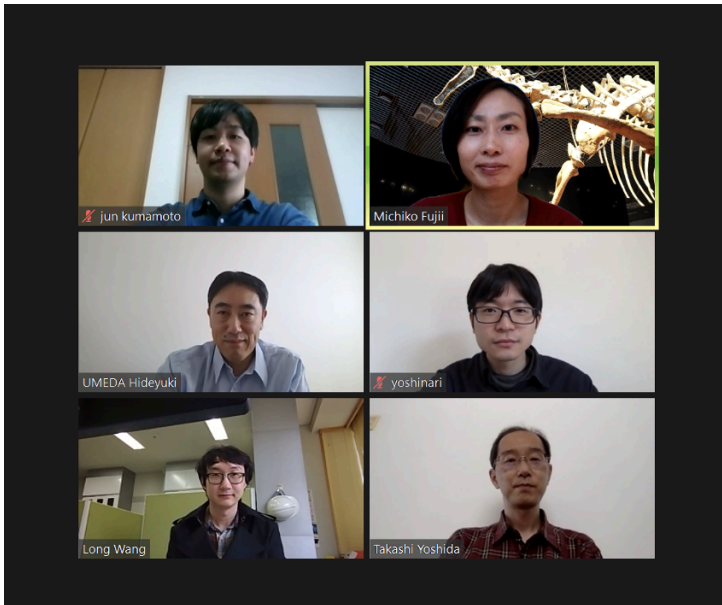 jun kumamoto
Michiko Fujii
UMEDA Hideyuki
yoshinari
Long Wang
Takashi Yoshida